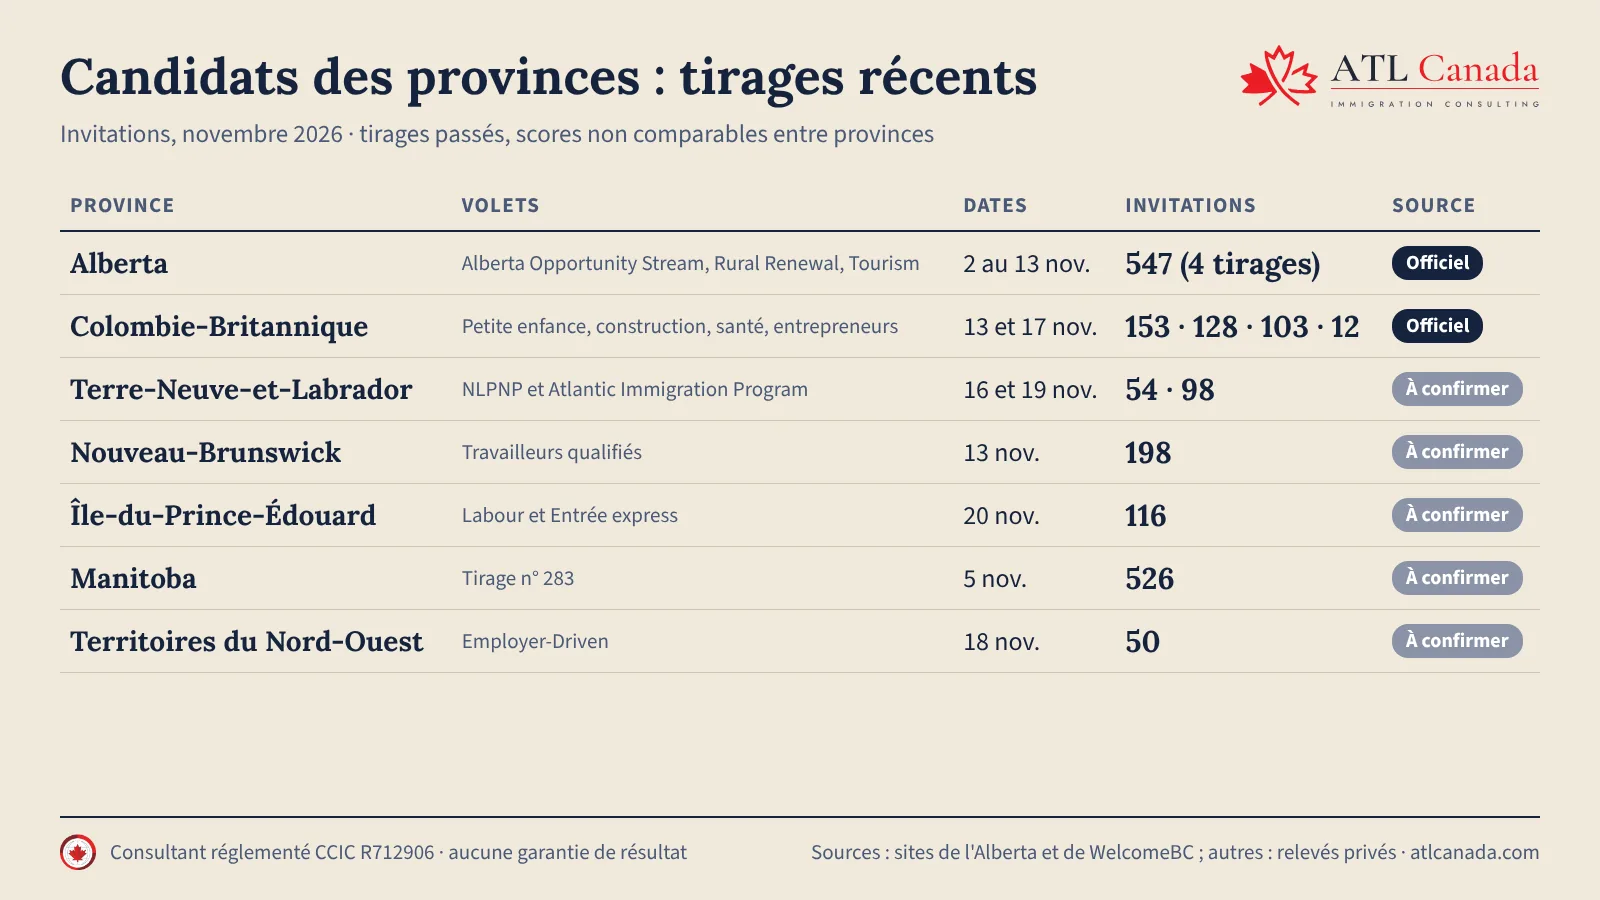 Candidats des provinces : tirages récents
ATL Canada
IMMIGRATION CONSULTING
Invitations, novembre 2026 · tirages passés, scores non comparables entre provinces
PROVINCE VOLETS DATES INVITATIONS SOURCE
Alberta Alberta Opportunity Stream, Rural Renewal, Tourism 2 au 13 nov. 547 (4 tirages) Officiel
Colombie-Britannique Petite enfance, construction, santé, entrepreneurs 13 et 17 nov. 153 · 128 · 103 · 12 Officiel
Terre-Neuve-et-Labrador NLPNP et Atlantic Immigration Program 16 et 19 nov. 54 · 98 À confirmer
Nouveau-Brunswick Travailleurs qualifiés 13 nov. 198 À confirmer
Île-du-Prince-Édouard Labour et Entrée express 20 nov. 116 À confirmer
Manitoba Tirage n° 283 5 nov. 526 À confirmer
Territoires du Nord-Ouest Employer-Driven 18 nov. 50 À confirmer
Consultant réglementé CCIC R712906 · aucune garantie de résultat
Sources : sites de l'Alberta et de WelcomeBC ; autres : relevés privés · atlcanada.com